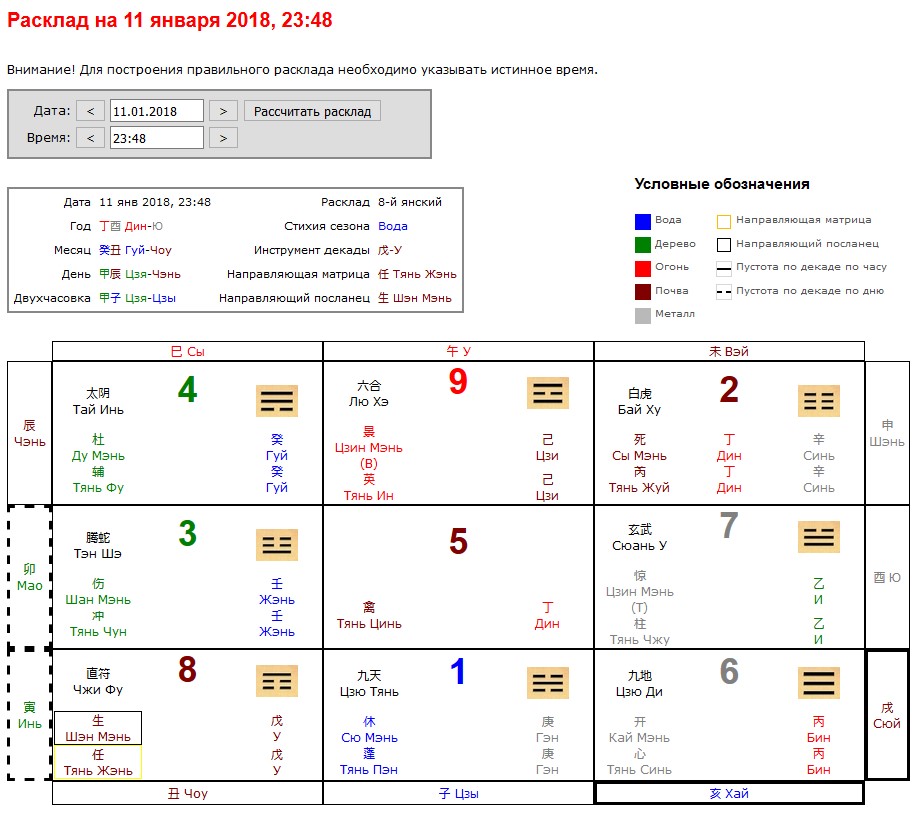 Расклад на 11 января 2018, 23:48
Внимание! Для построения правильного расклада необходимо указывать истинное время.
Дата: < 11.01.2018 > Рассчитать расклад
Время: < 23:48 >
Условные обозначения
Вода Направляющая матрица
Дерево Направляющий посланец
Огонь Пустота по декаде по часу
Почва Пустота по декаде по дню
Металл
Дата 11 янв 2018, 23:48 Расклад 8-й янский
Год 丁酉 Дин-Ю Стихия сезона Вода
Месяц 癸丑 Гуй-Чоу Инструмент декады 戊-У
День 甲辰 Цзя-Чэнь Направляющая матрица 任 Тянь Жэнь
Двухчасовка 甲子 Цзя-Цзы Направляющий посланец 生 Шэн Мэнь
巳 Сы 午 У 未 Вэй
辰
Чэнь
太阴
Тай Инь
4
杜
Ду Мэнь
辅
Тянь Фу
癸
Гуй
癸
Гуй
六合
Лю Хэ
9
景
Цзин Мэнь
(В)
英
Тянь Ин
己
Цзи
己
Цзи
白虎
Бай Ху
2
死
Сы Мэнь
芮
Тянь Жуй
丁
Дин
丁
Дин
辛
Синь
辛
Синь
申
Шэнь
卯
Мао
腾蛇
Тэн Шэ
3
伤
Шан Мэнь
冲
Тянь Чун
壬
Жэнь
壬
Жэнь
5
禽
Тянь Цинь
丁
Дин
玄武
Сюань У
7
惊
Цзин Мэнь
(Т)
柱
Тянь Чжу
乙
И
乙
И
酉 Ю
寅
Инь
直符
Чжи Фу
8
生
Шэн Мэнь
任
Тянь Жэнь
戊
У
戊
У
九天
Цзю Тянь
1
休
Сю Мэнь
蓬
Тянь Пэн
庚
Гэн
庚
Гэн
九地
Цзю Ди
6
开
Кай Мэнь
心
Тянь Синь
丙
Бин
丙
Бин
戌
Сюй
丑 Чоу 子 Цзы 亥 Хай